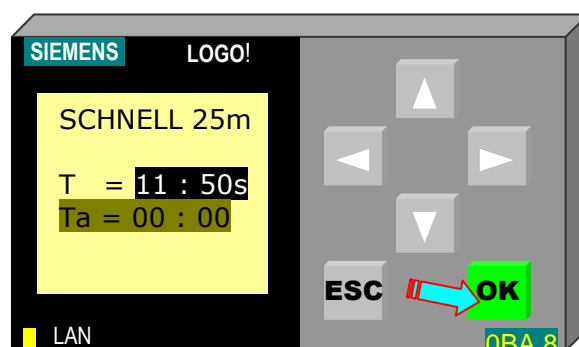 SIEMENS LOGO!
SCHNELL 25m
T = 11 : 50s
Ta = 00 : 00
ESC OK
LAN
0BA 8